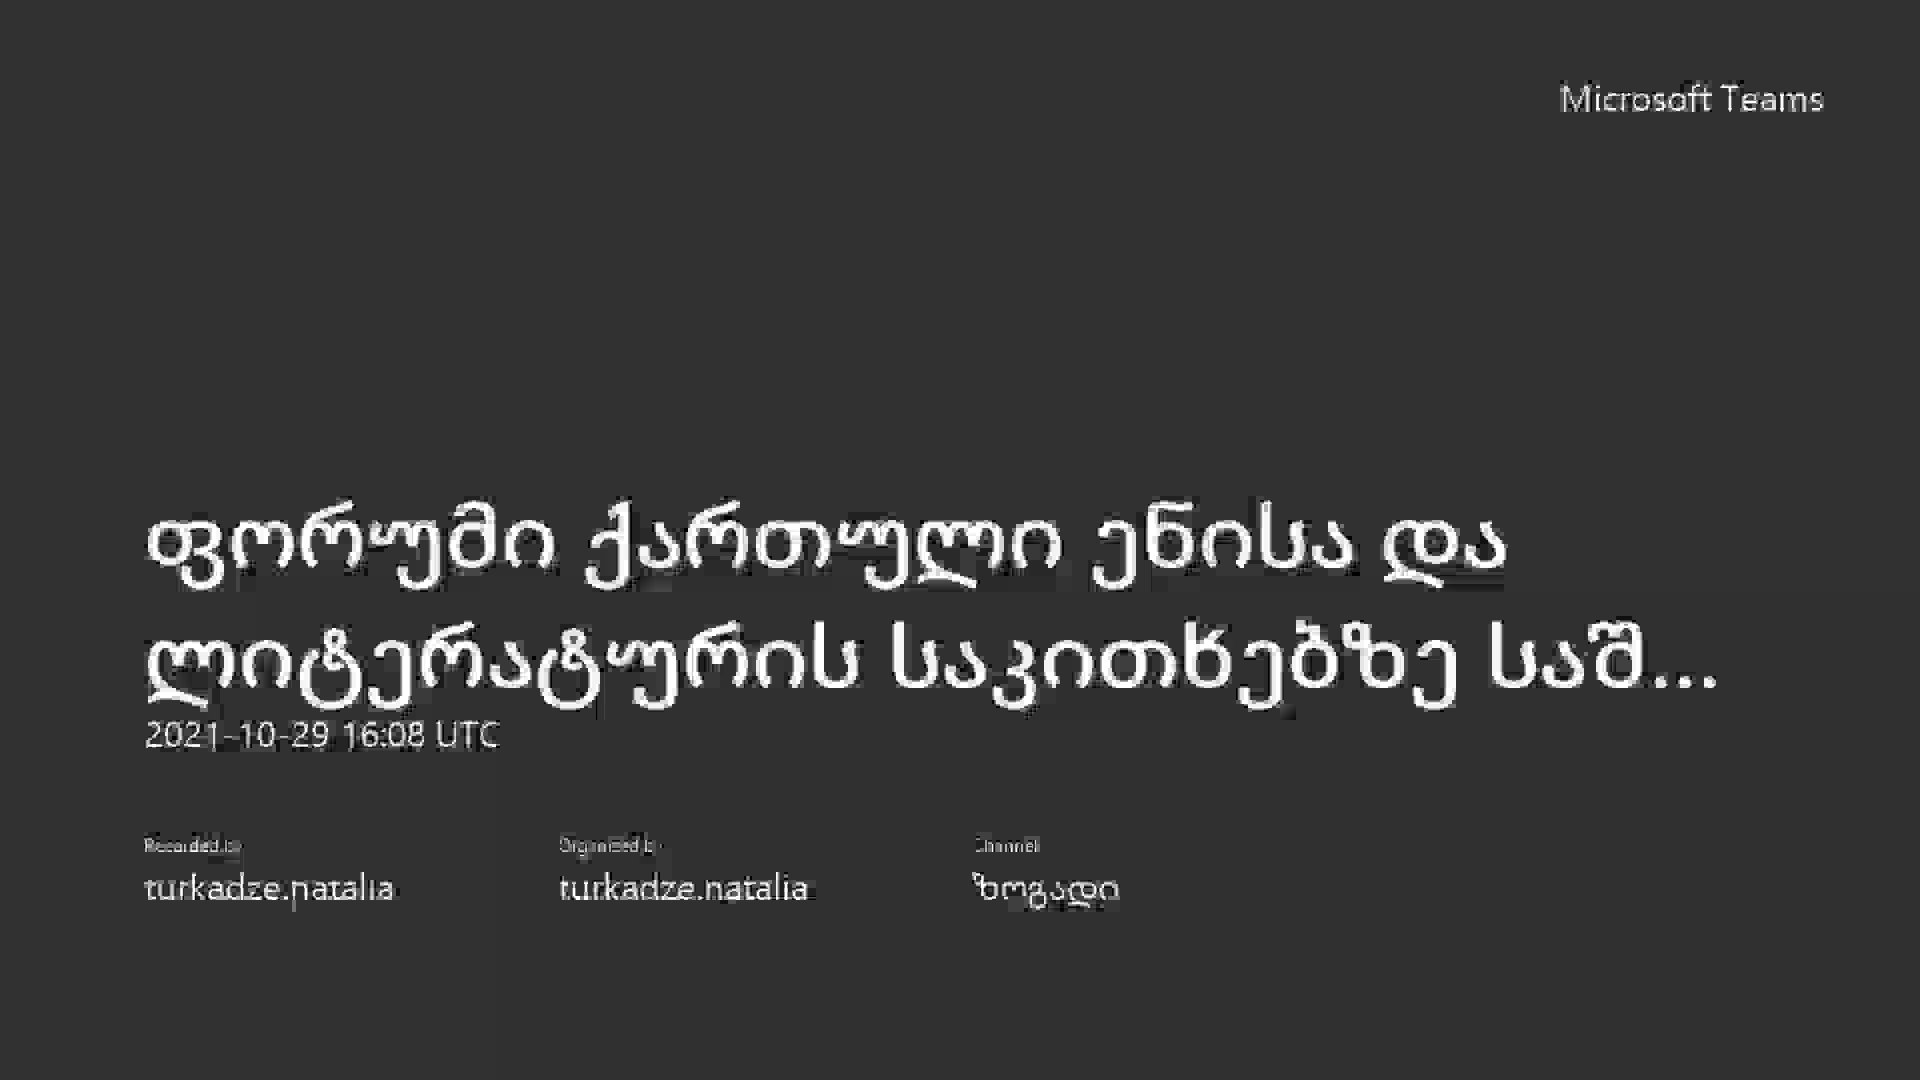 Microsoft Teams
ფორუმი ქართული ენისა და
ლიტერატურის საკითხებზე საშ...
2021-10-29 16:08 UTC
Recorded by
Organized by
Channel
turkadze.natalia
turkadze.natalia
ზოგადი